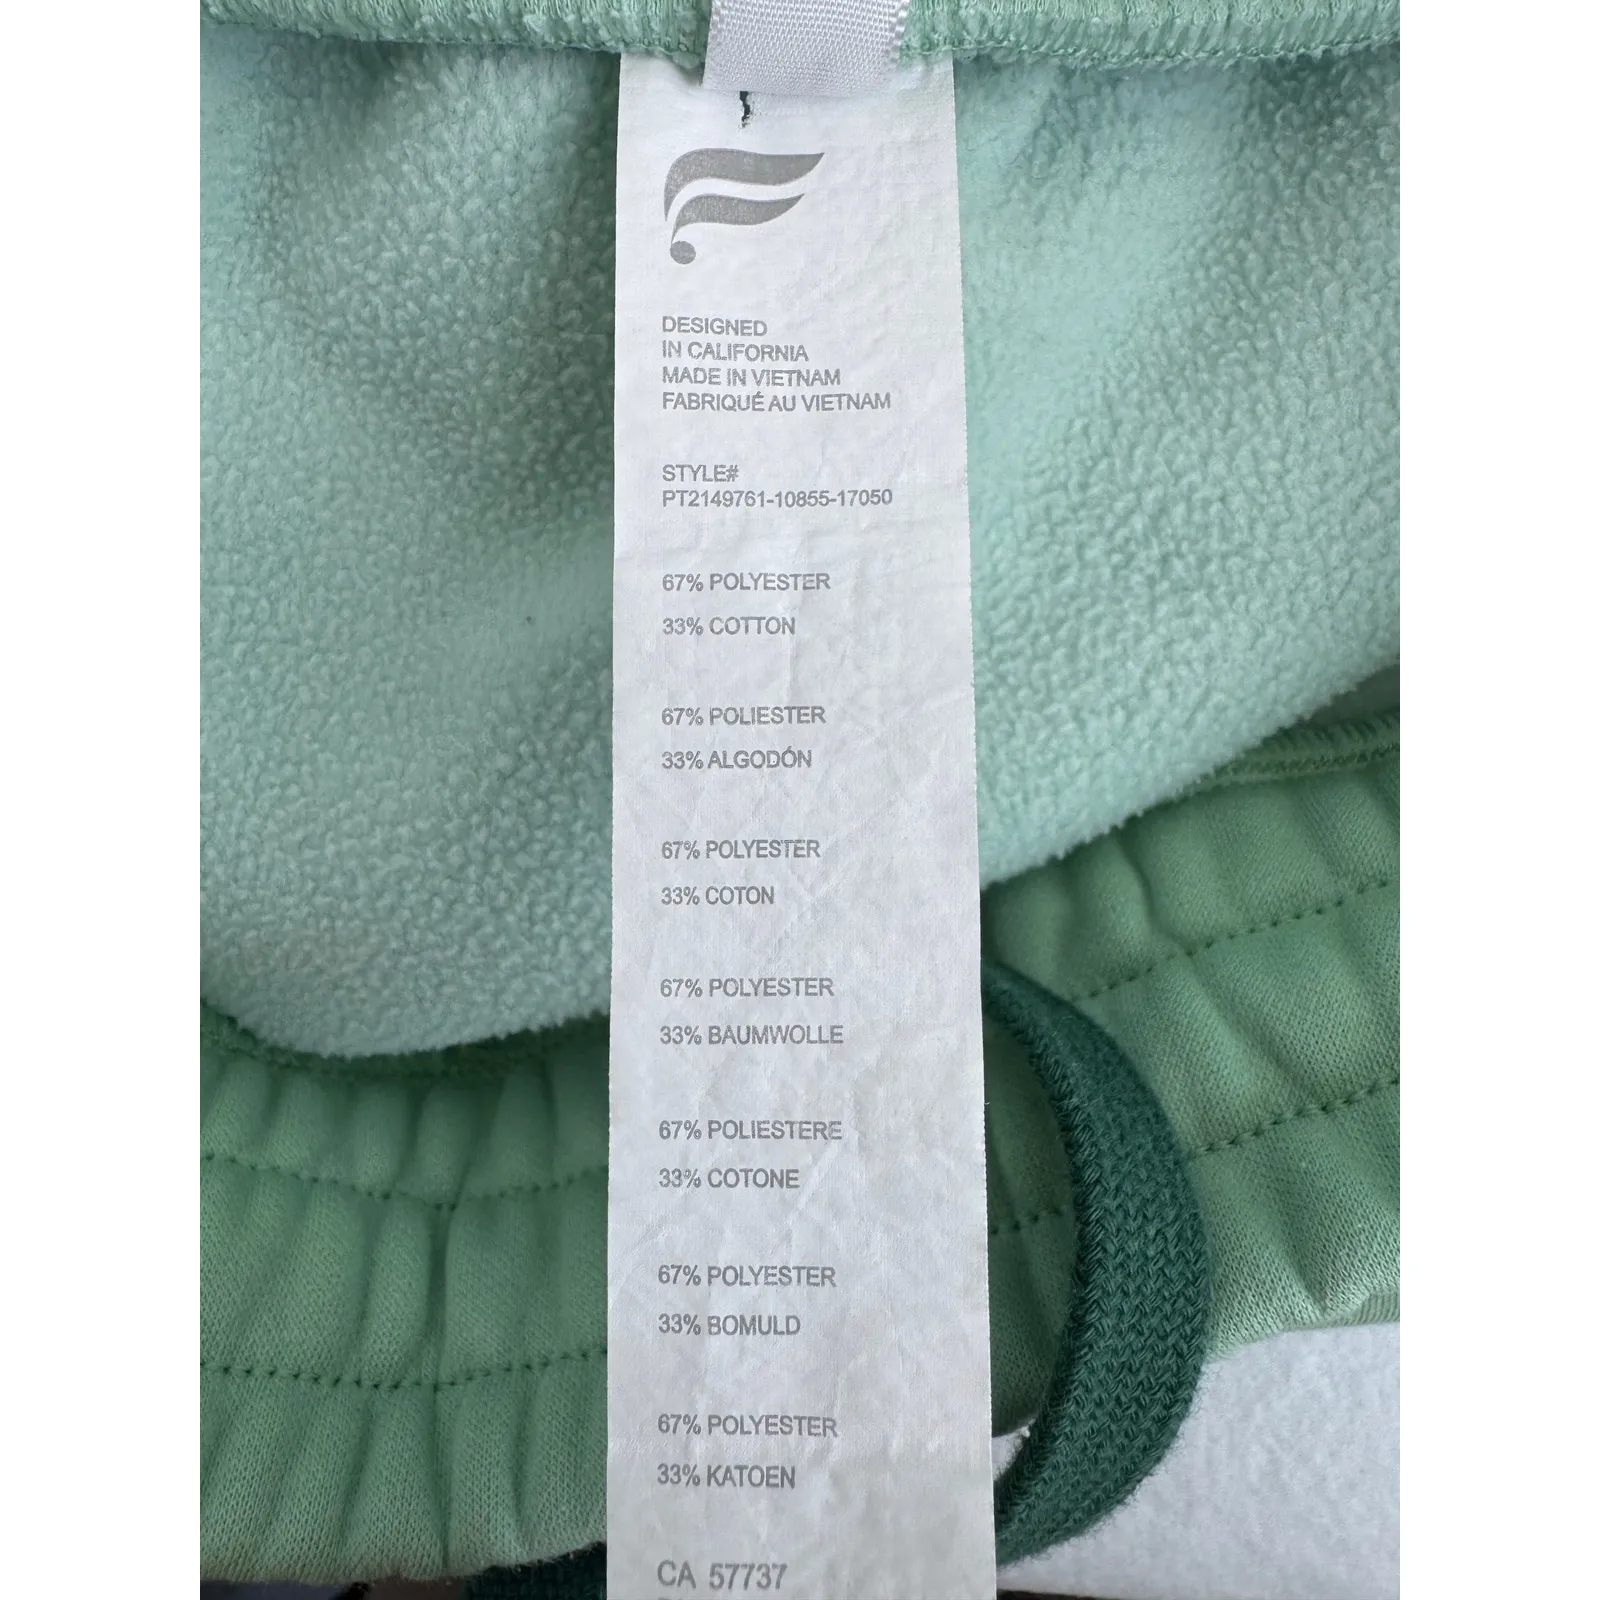 DESIGNED
IN CALIFORNIA
MADE IN VIETNAM
FABRIQUÉ AU VIETNAM
STYLE#
PT2149761-10855-17050
67% POLYESTER
33% COTTON
67% POLIESTER
33% ALGODÓN
67% POLYESTER
33% COTON
67% POLYESTER
33% BAUMWOLLE
67% POLIESTERE
33% COTONE
67% POLYESTER
33% BOMULD
67% POLYESTER
33% KATOEN
CA 57737